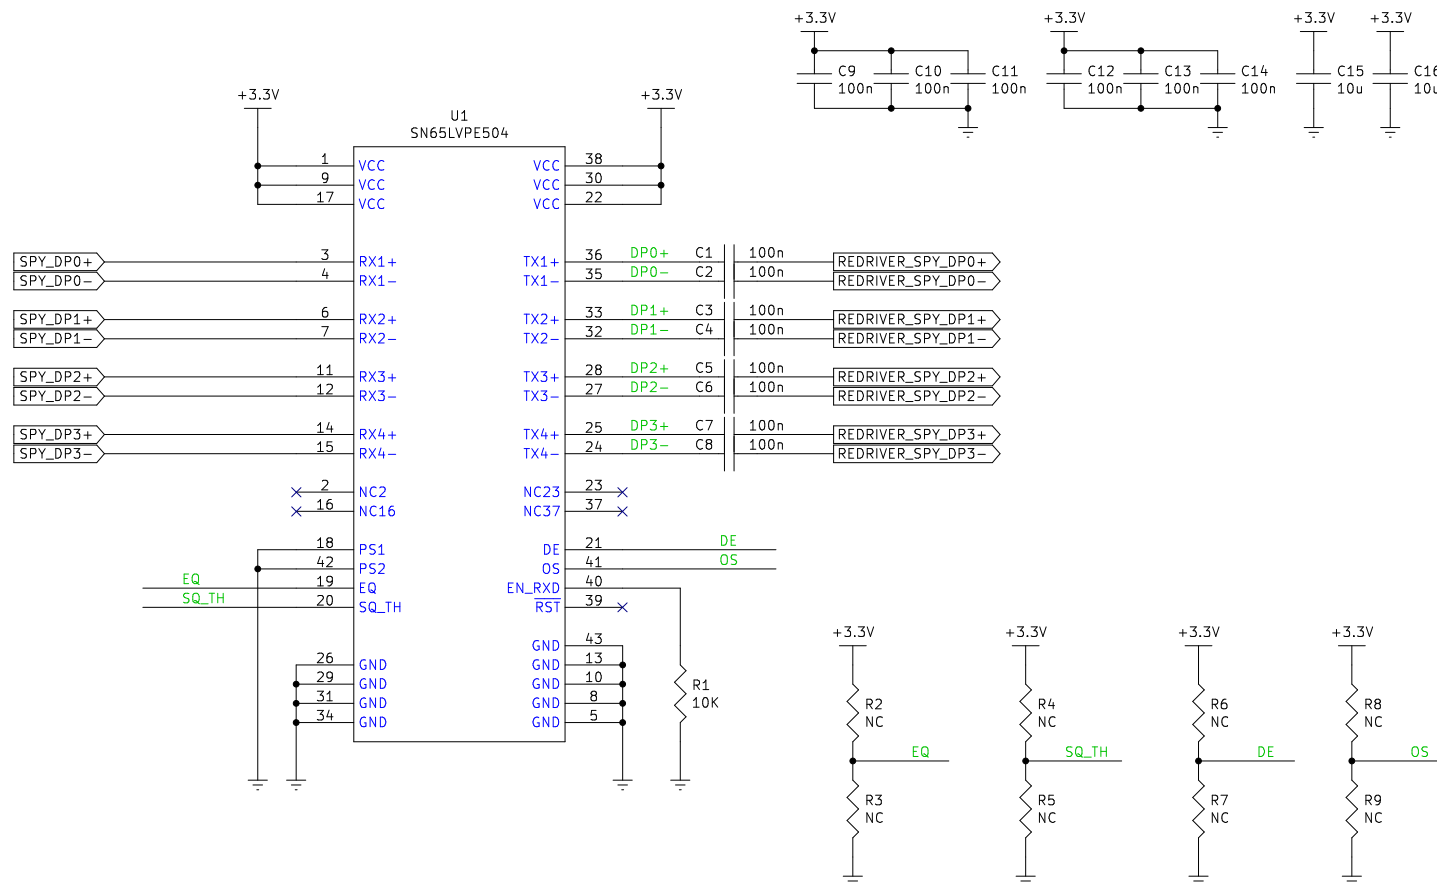 +3.3V +3.3V +3.3V +3.3V
C9 C10 C11 C12 C13 C14 C15 C16
100n 100n 100n 100n 100n 100n 10u 10u
+3.3V +3.3V
U1
SN65LVPE504
1 VCC VCC 38
9 VCC VCC 30
17 VCC VCC 22
SPY_DP0+ 3 RX1+ TX1+ 36 DP0+ C1 100n REDRIVER_SPY_DP0+
SPY_DP0- 4 RX1- TX1- 35 DP0- C2 100n REDRIVER_SPY_DP0-
SPY_DP1+ 6 RX2+ TX2+ 33 DP1+ C3 100n REDRIVER_SPY_DP1+
SPY_DP1- 7 RX2- TX2- 32 DP1- C4 100n REDRIVER_SPY_DP1-
SPY_DP2+ 11 RX3+ TX3+ 28 DP2+ C5 100n REDRIVER_SPY_DP2+
SPY_DP2- 12 RX3- TX3- 27 DP2- C6 100n REDRIVER_SPY_DP2-
SPY_DP3+ 14 RX4+ TX4+ 25 DP3+ C7 100n REDRIVER_SPY_DP3+
SPY_DP3- 15 RX4- TX4- 24 DP3- C8 100n REDRIVER_SPY_DP3-
2 NC2 NC23 23
16 NC16 NC37 37
18 PS1 DE 21 DE
42 PS2 OS 41 OS
EQ 19 EQ EN_RXD 40
SQ_TH 20 SQ_TH RST 39
GND 43
26 GND GND 13
29 GND GND 10
31 GND GND 8
34 GND GND 5
R1
10K
+3.3V +3.3V +3.3V +3.3V
R2 R4 R6 R8
NC NC NC NC
EQ SQ_TH DE OS
R3 R5 R7 R9
NC NC NC NC